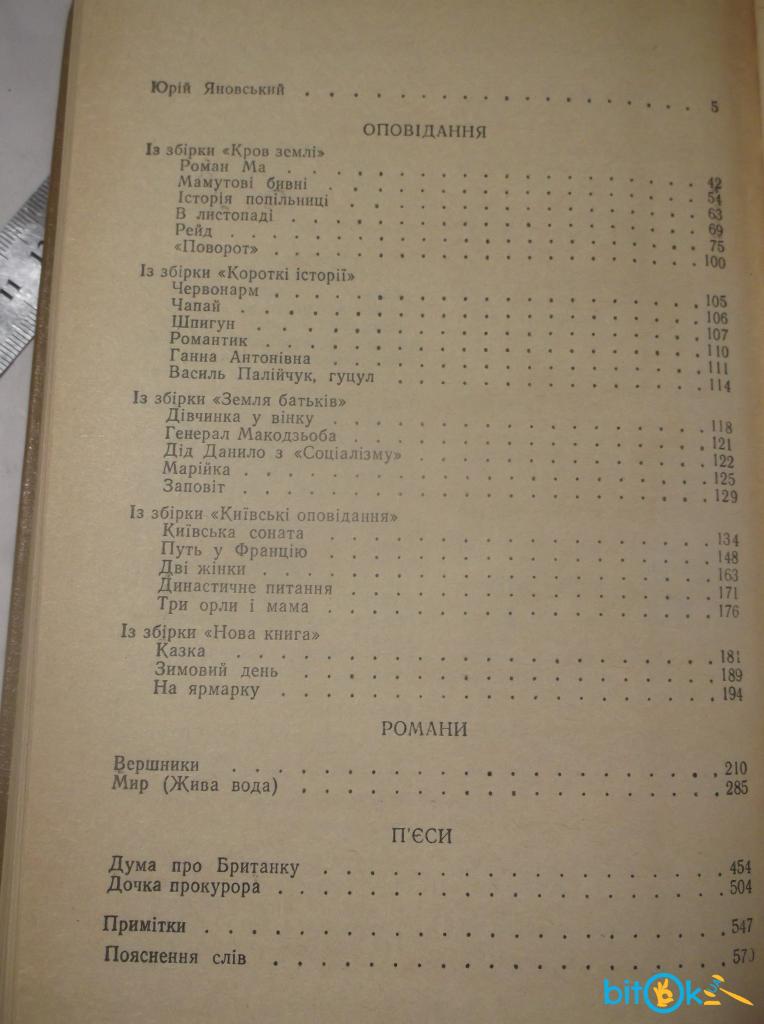 Юрій Яновський . . . . . . . . . . . . . . . . . . 5
ОПОВІДАННЯ
Із збірки «Кров землі»
Роман Ма . . . . . . . . . . . . . . . . . . 42
Мамутові бивні . . . . . . . . . . . . . . . . 54
Історія попільниці . . . . . . . . . . . . . . . 63
В листопаді . . . . . . . . . . . . . . . . . 69
Рейд . . . . . . . . . . . . . . . . . . . 75
«Поворот» . . . . . . . . . . . . . . . . . . 100
Із збірки «Короткі історії»
Червонарм . . . . . . . . . . . . . . . . . . 105
Чапай . . . . . . . . . . . . . . . . . . . 106
Шпигун . . . . . . . . . . . . . . . . . . 107
Романтик . . . . . . . . . . . . . . . . . . 110
Ганна Антонівна . . . . . . . . . . . . . . . 111
Василь Палійчук, гуцул . . . . . . . . . . . . . 114
Із збірки «Земля батьків»
Дівчинка у вінку . . . . . . . . . . . . . . . 118
Генерал Макодзьоба . . . . . . . . . . . . . . 121
Дід Данило з «Соціалізму» . . . . . . . . . . . . 122
Марійка . . . . . . . . . . . . . . . . . . 125
Заповіт . . . . . . . . . . . . . . . . . . 129
Із збірки «Київські оповідання»
Київська соната . . . . . . . . . . . . . . . 134
Путь у Францію . . . . . . . . . . . . . . . . 148
Дві жінки . . . . . . . . . . . . . . . . . . 163
Династичне питання . . . . . . . . . . . . . . 171
Три орли і мама . . . . . . . . . . . . . . . . 176
Із збірки «Нова книга»
Казка . . . . . . . . . . . . . . . . . . 181
Зимовий день . . . . . . . . . . . . . . . . 189
На ярмарку . . . . . . . . . . . . . . . . . 194
РОМАНИ
Вершники . . . . . . . . . . . . . . . . . . 210
Мир (Жива вода) . . . . . . . . . . . . . . . . 285
П'ЄСИ
Дума про Британку . . . . . . . . . . . . . . . 454
Дочка прокурора . . . . . . . . . . . . . . . . 504
Примітки . . . . . . . . . . . . . . . . . . 547
Пояснення слів . . . . . . . . . . . . . . . .
bitok
11